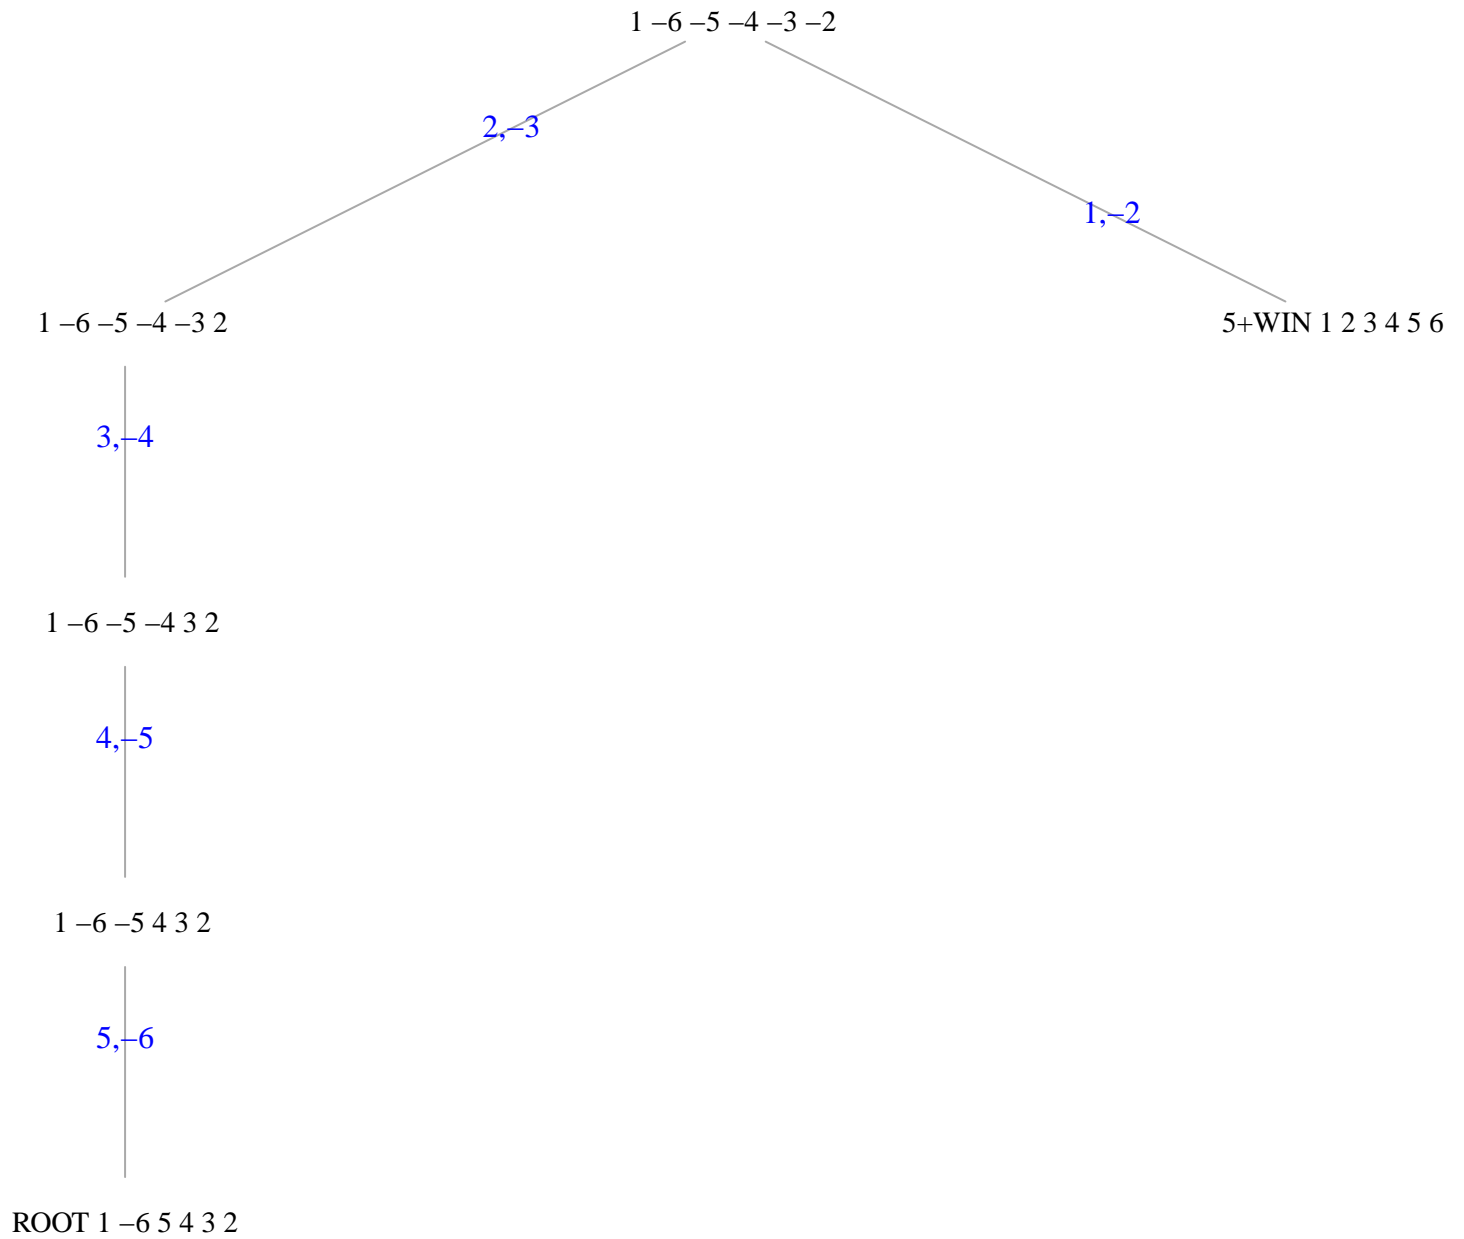 1 –6 –5 –4 –3 –2
2,–3
1,–2
1 –6 –5 –4 –3 2
5+WIN 1 2 3 4 5 6
3,–4
1 –6 –5 –4 3 2
4,–5
1 –6 –5 4 3 2
5,–6
ROOT 1 –6 5 4 3 2